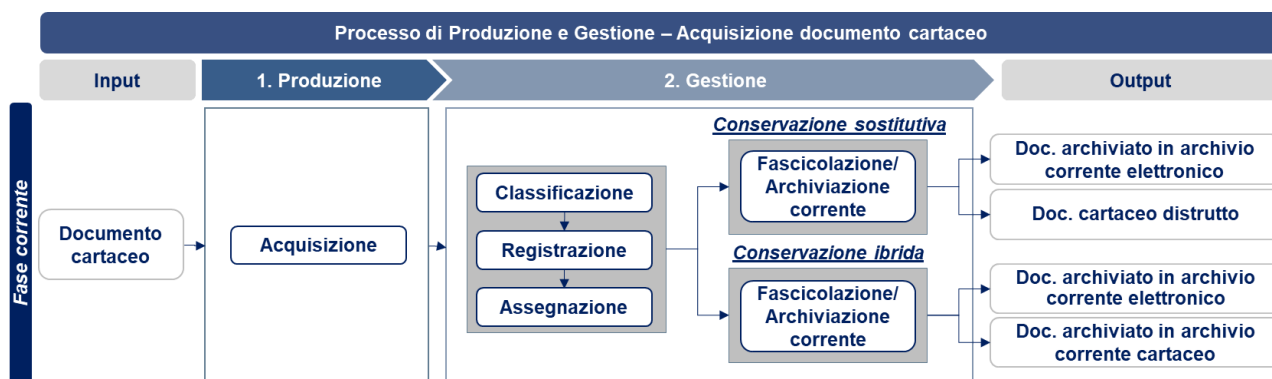 Processo di Produzione e Gestione – Acquisizione documento cartaceo
Input
1. Produzione
2. Gestione
Output
Fase corrente
Documento
cartaceo
Acquisizione
Classificazione
Registrazione
Assegnazione
Conservazione sostitutiva
Fascicolazione/
Archiviazione
corrente
Conservazione ibrida
Fascicolazione/
Archiviazione
corrente
Doc. archiviato in archivio
corrente elettronico
Doc. cartaceo distrutto
Doc. archiviato in archivio
corrente elettronico
Doc. archiviato in archivio
corrente cartaceo